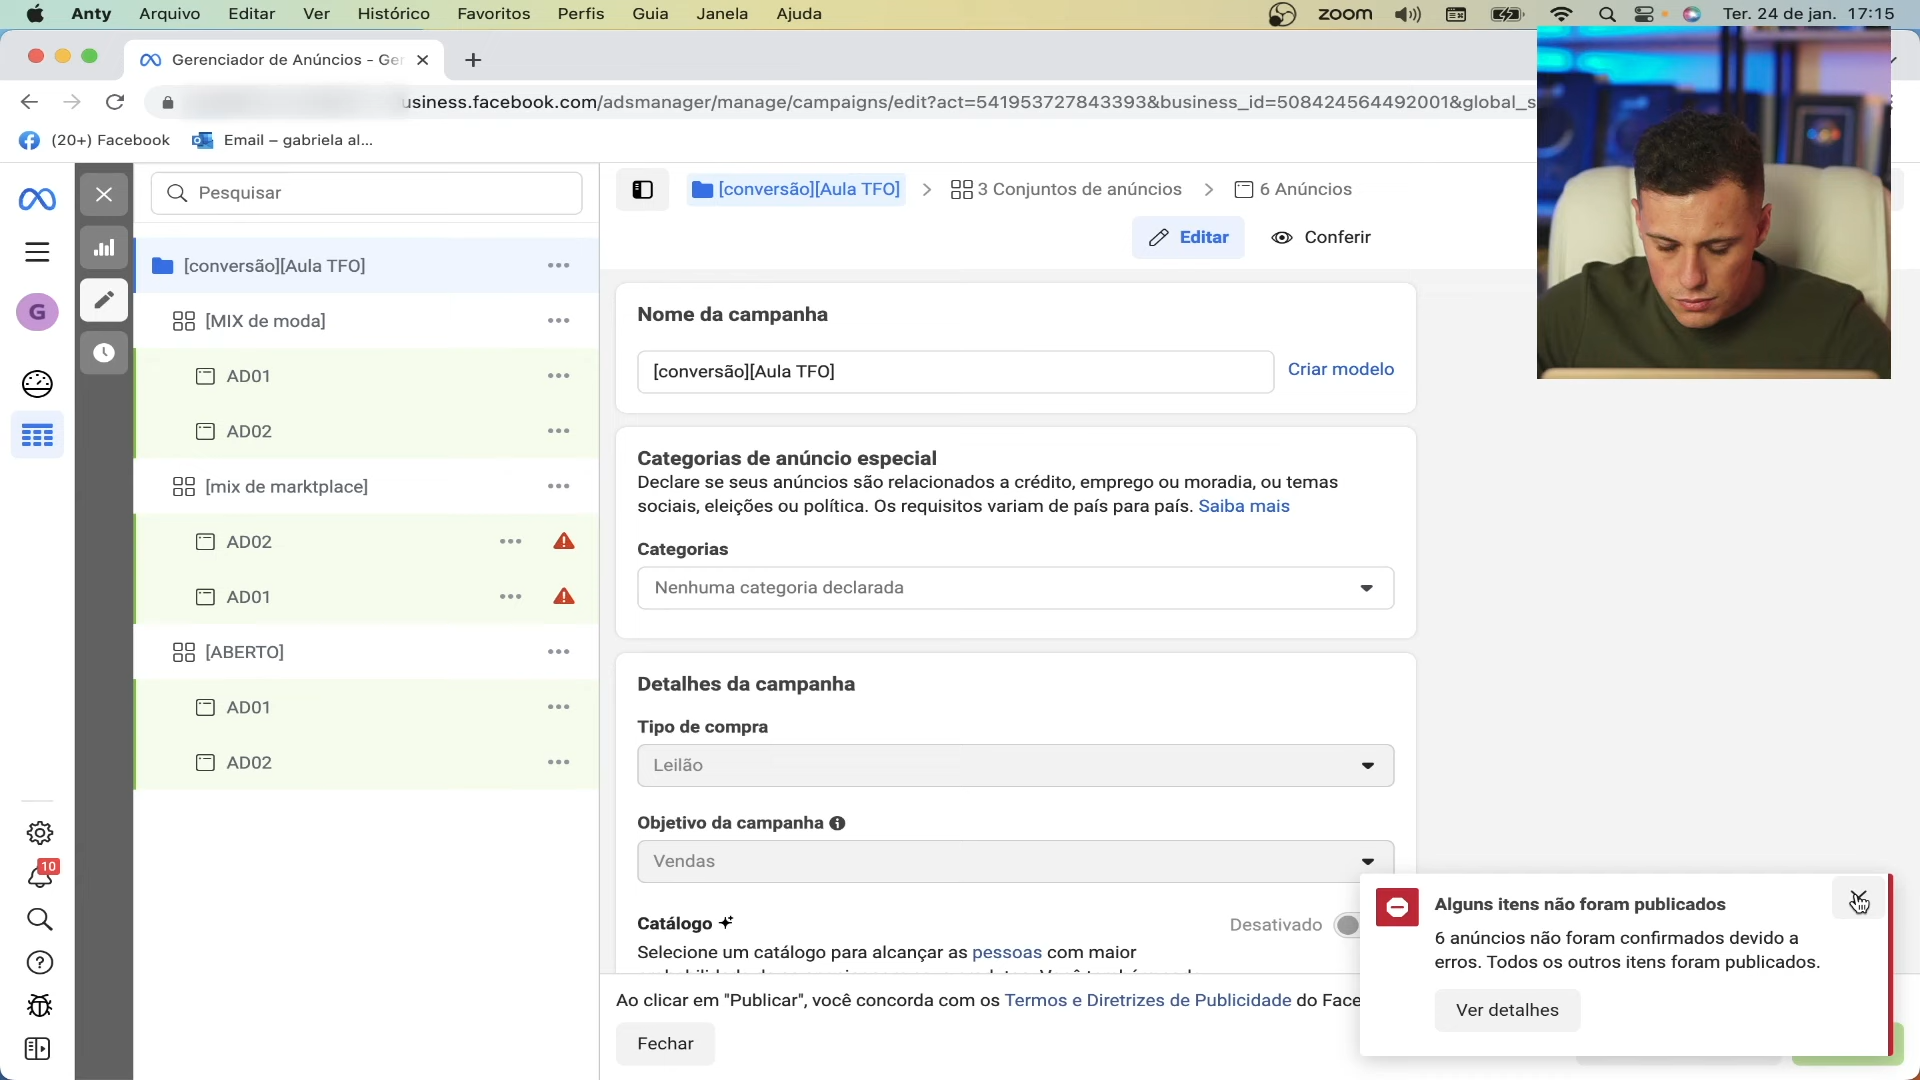 Anty Arquivo Editar Ver Histórico Favoritos Perfis Guia Janela Ajuda
zoom
Ter. 24 de jan. 17:15
Gerenciador de Anúncios - Ger
usiness.facebook.com/adsmanager/manage/campaigns/edit?act=541953727843393&business_id=508424564492001&global_s
(20+) Facebook
Email – gabriela al...
Pesquisar
[conversão][Aula TFO]
3 Conjuntos de anúncios
6 Anúncios
Editar
Conferir
G
[conversão][Aula TFO]
[MIX de moda]
AD01
AD02
[mix de marktplace]
AD02
AD01
[ABERTO]
AD01
AD02
10
Nome da campanha
[conversão][Aula TFO]
Criar modelo
Categorias de anúncio especial
Declare se seus anúncios são relacionados a crédito, emprego ou moradia, ou temas
sociais, eleições ou política. Os requisitos variam de país para país. Saiba mais
Categorias
Nenhuma categoria declarada
Detalhes da campanha
Tipo de compra
Leilão
Objetivo da campanha
Vendas
Catálogo
Desativado
Selecione um catálogo para alcançar as pessoas com maior
Ao clicar em "Publicar", você concorda com os Termos e Diretrizes de Publicidade do Face
Fechar
Alguns itens não foram publicados
6 anúncios não foram confirmados devido a
erros. Todos os outros itens foram publicados.
Ver detalhes